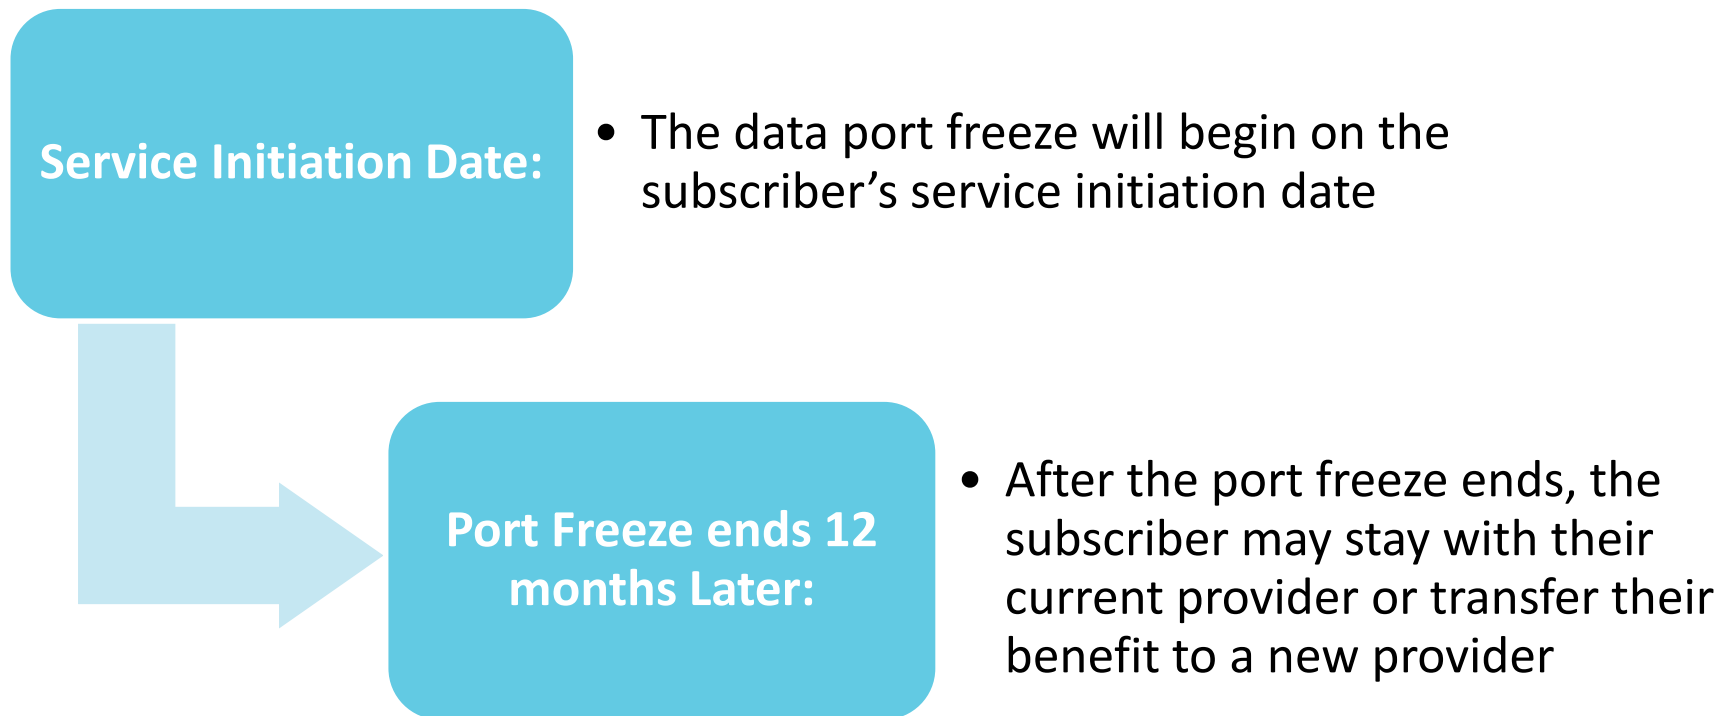 Service Initiation Date:
• The data port freeze will begin on the
subscriber’s service initiation date
Port Freeze ends 12
months Later:
• After the port freeze ends, the
subscriber may stay with their
current provider or transfer their
benefit to a new provider